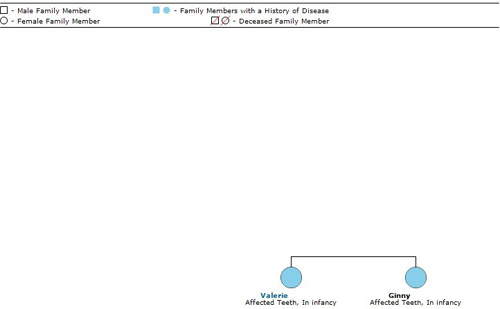 - Male Family Member
- Family Members with a History of Disease
- Female Family Member
- Deceased Family Member
Valerie
Affected Teeth, In infancy
Ginny
Affected Teeth, In infancy